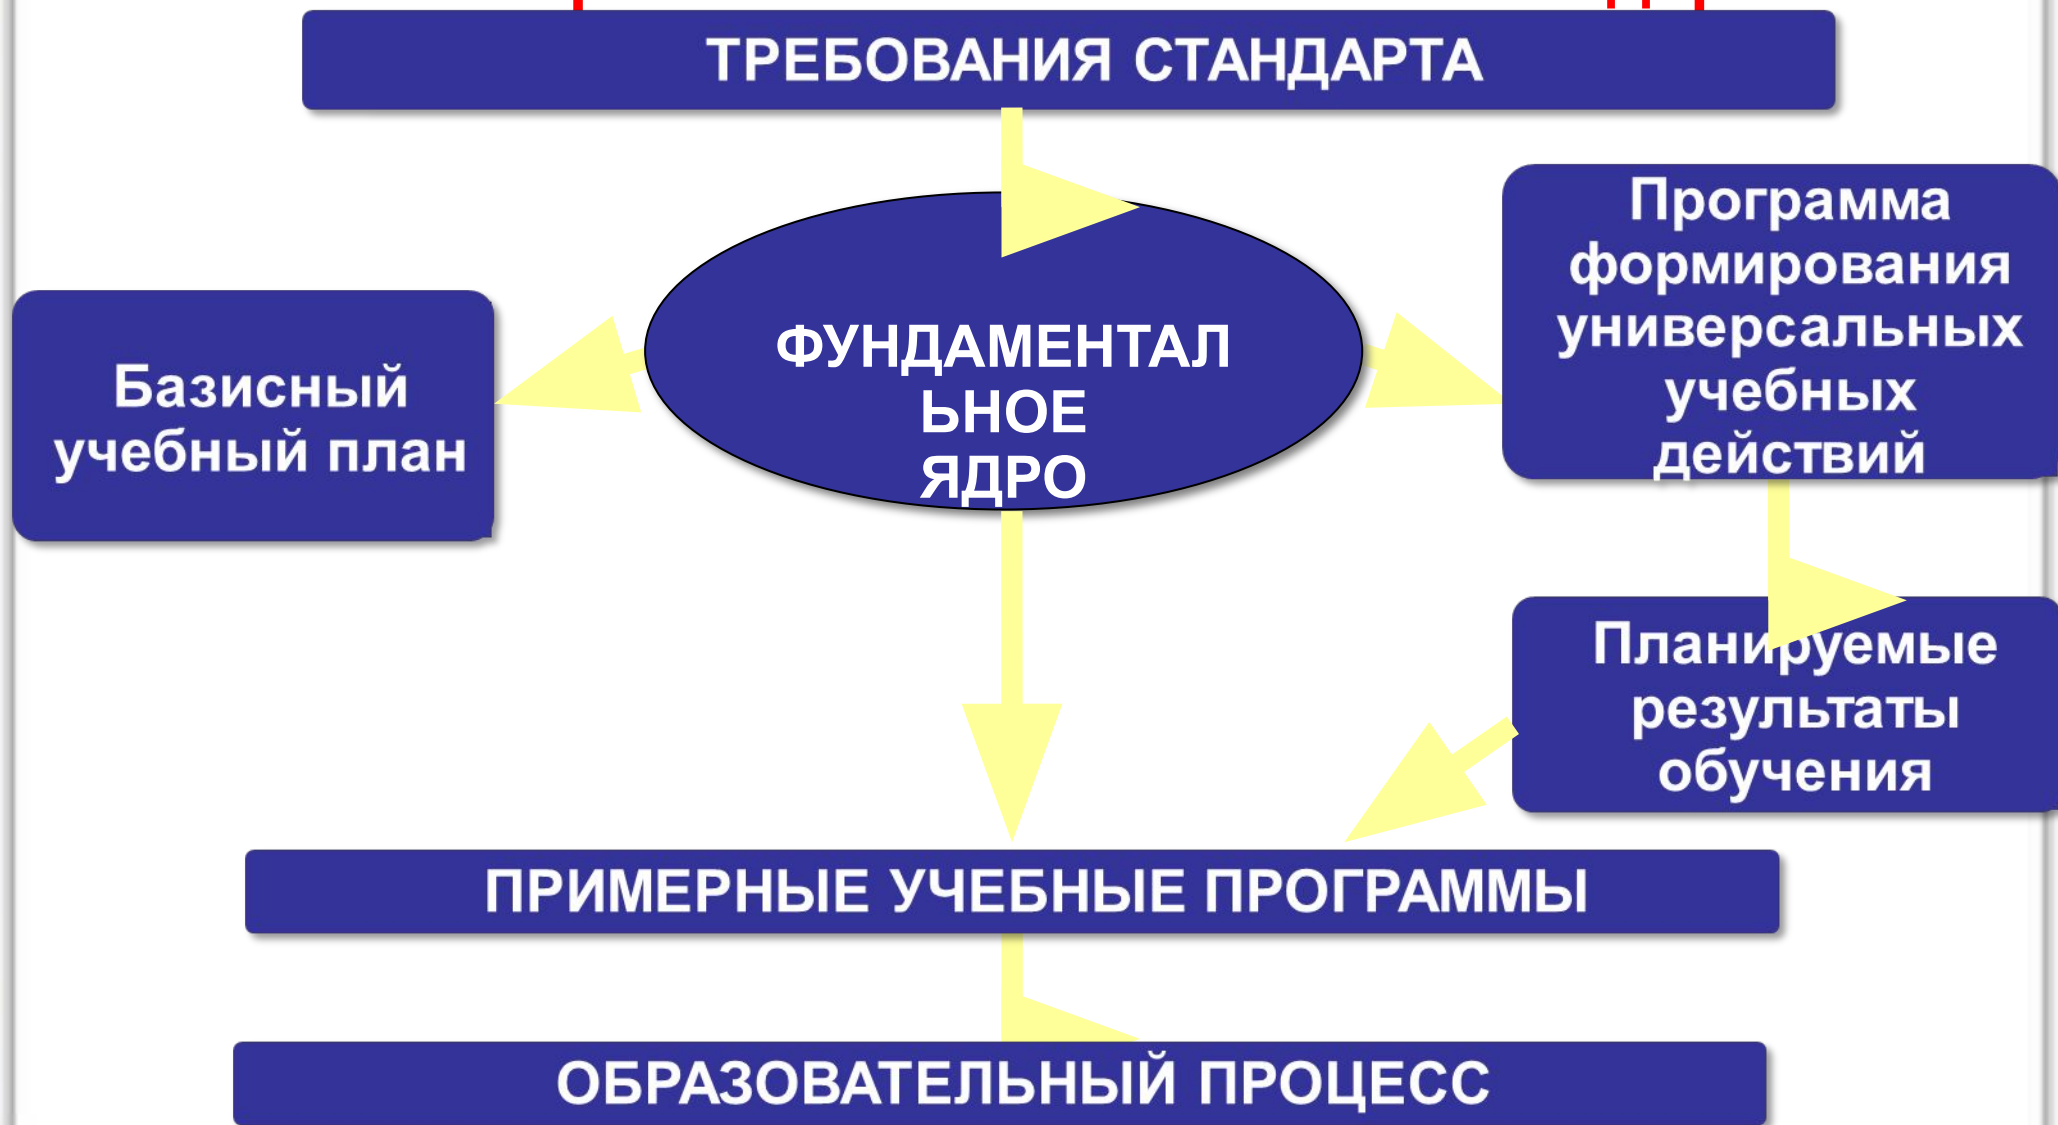 ТРЕБОВАНИЯ СТАНДАРТА
Программа
формирования
универсальных
учебных
действий
ФУНДАМЕНТАЛ
ЬНОЕ
ЯДРО
Базисный
учебный план
Планируемые
результаты
обучения
ПРИМЕРНЫЕ УЧЕБНЫЕ ПРОГРАММЫ
ОБРАЗОВАТЕЛЬНЫЙ ПРОЦЕСС